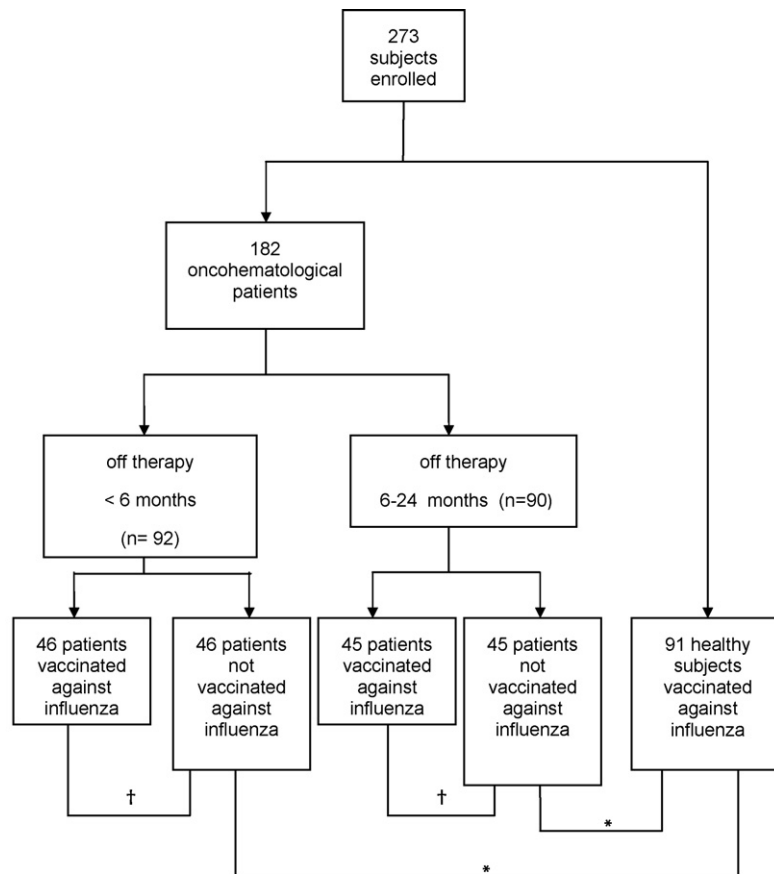 273
subjects
enrolled
182
oncohematological
patients
off therapy
< 6 months
(n= 92)
off therapy
6-24 months (n=90)
46 patients
vaccinated
against
influenza
46 patients
not
vaccinated
against
influenza
45 patients
vaccinated
against
influenza
45 patients
not
vaccinated
against
influenza
91 healthy
subjects
vaccinated
against
influenza
†
†
*
*